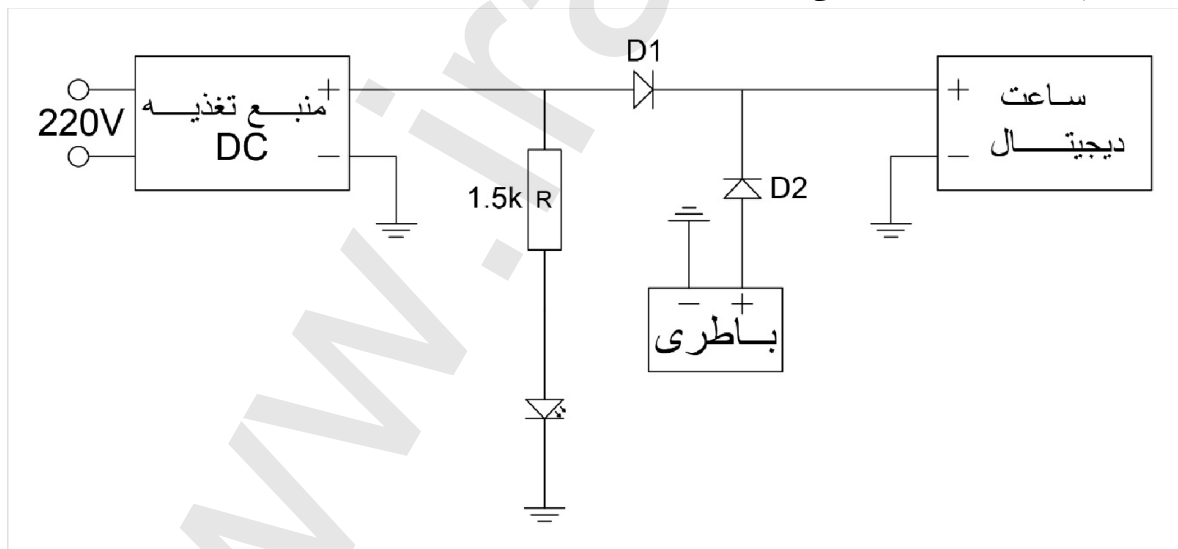 D1
220V
+
منبع تغذیه
DC
−
1.5k
R
D2
−
+
باطری
+
ساعت
−
دیجیتال